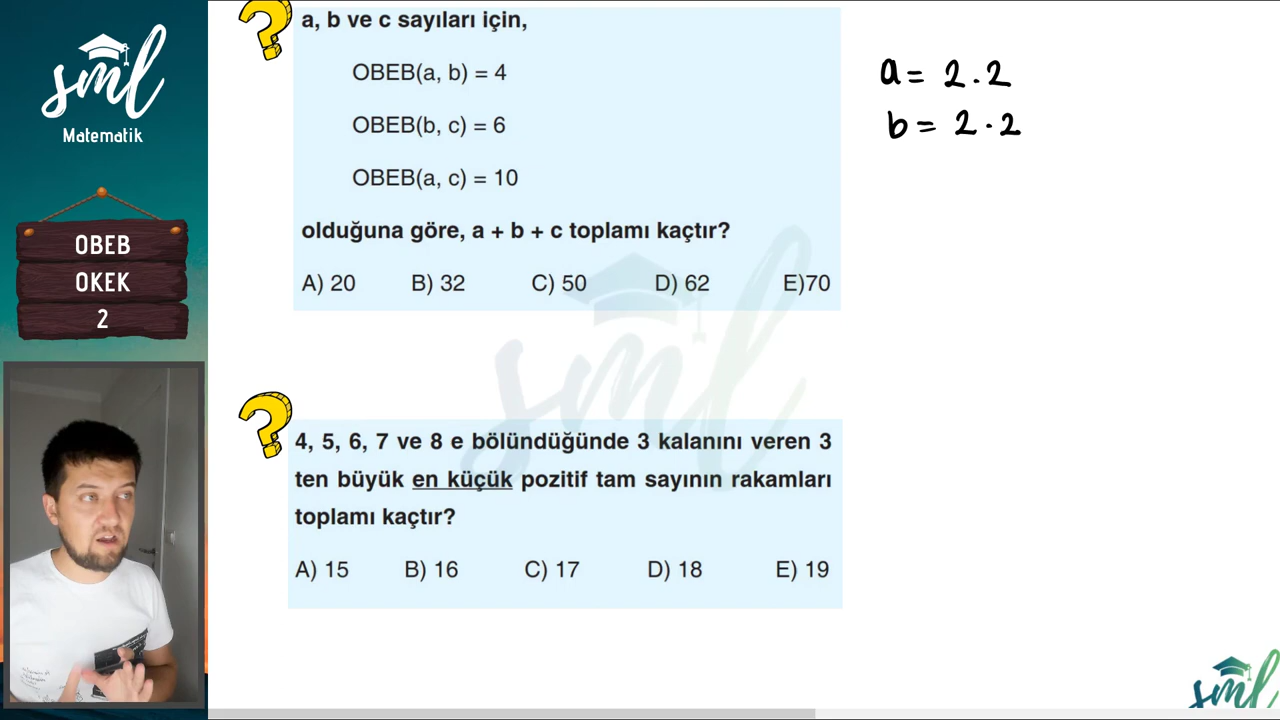 sml
Matematik
OBEB
OKEK
2
a, b ve c sayıları için,
OBEB(a, b) = 4
OBEB(b, c) = 6
OBEB(a, c) = 10
olduğuna göre, a + b + c toplamı kaçtır?
A) 20 B) 32 C) 50 D) 62 E)70
a = 2 . 2
b = 2 . 2
sml
4, 5, 6, 7 ve 8 e bölündüğünde 3 kalanını veren 3
ten büyük en küçük pozitif tam sayının rakamları
toplamı kaçtır?
A) 15 B) 16 C) 17 D) 18 E) 19
sml